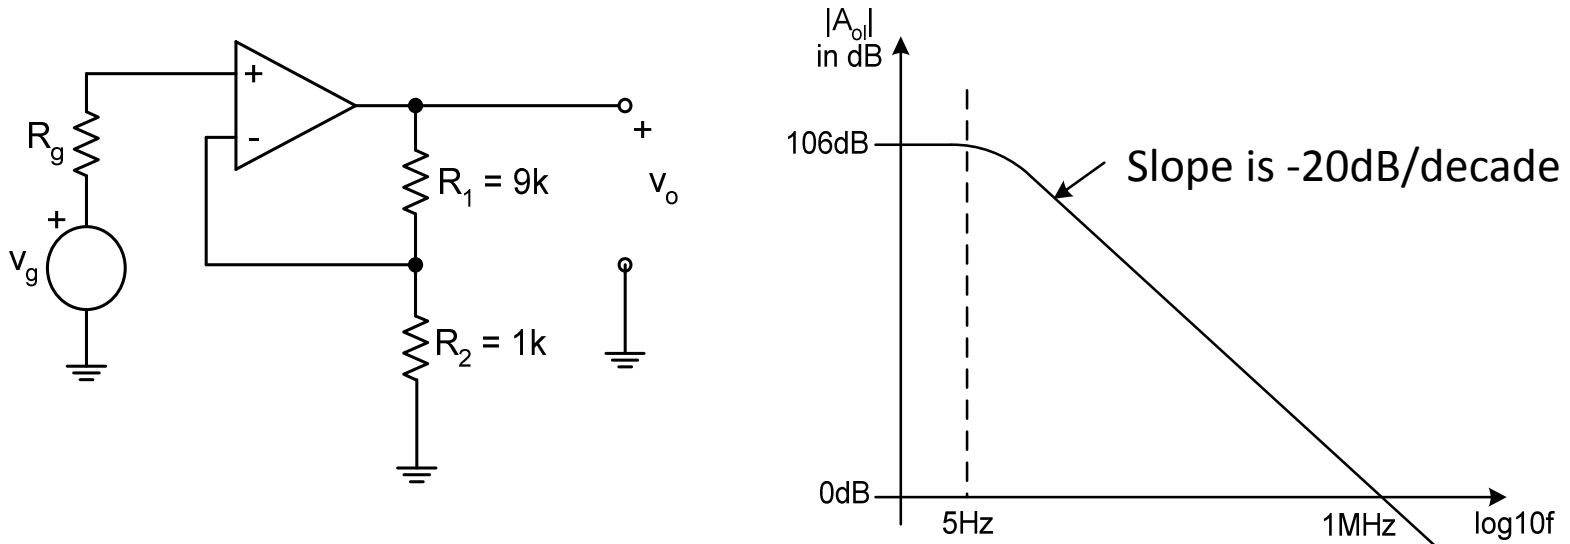 +
-
R_g
+
v_g
R_1 = 9k
R_2 = 1k
+
v_o
|A_ol|
in dB
106dB
Slope is -20dB/decade
0dB
5Hz
1MHz
log10f